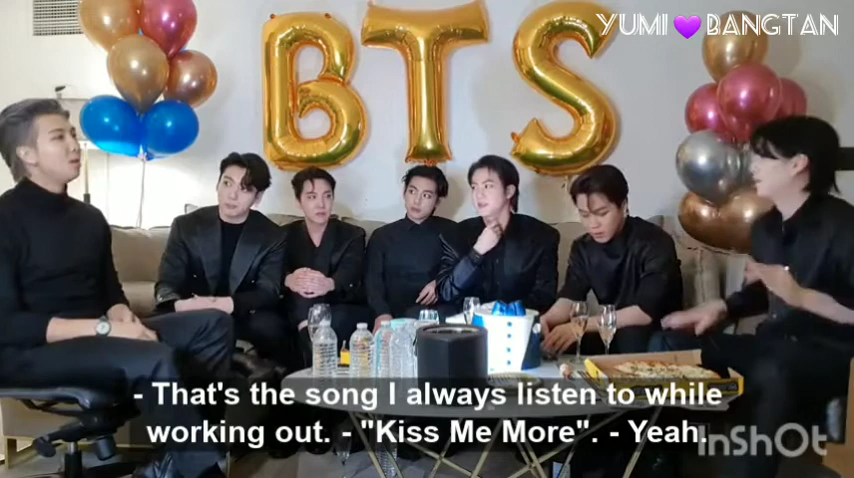 YUMI💜BANGTAN
BTS
- That's the song I always listen to while
working out. - "Kiss Me More". - Yeah.
InShOt